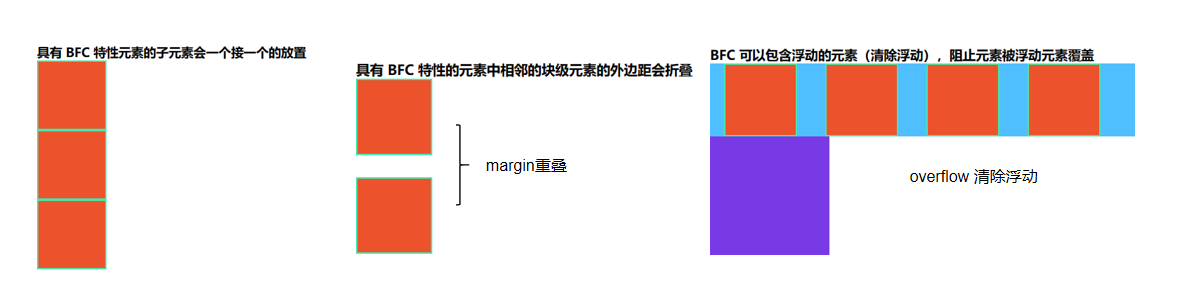 具有 BFC 特性元素的子元素会一个接一个的放置
具有 BFC 特性的元素中相邻的块级元素的外边距会折叠
margin重叠
BFC 可以包含浮动的元素（清除浮动），阻止元素被浮动元素覆盖
overflow 清除浮动